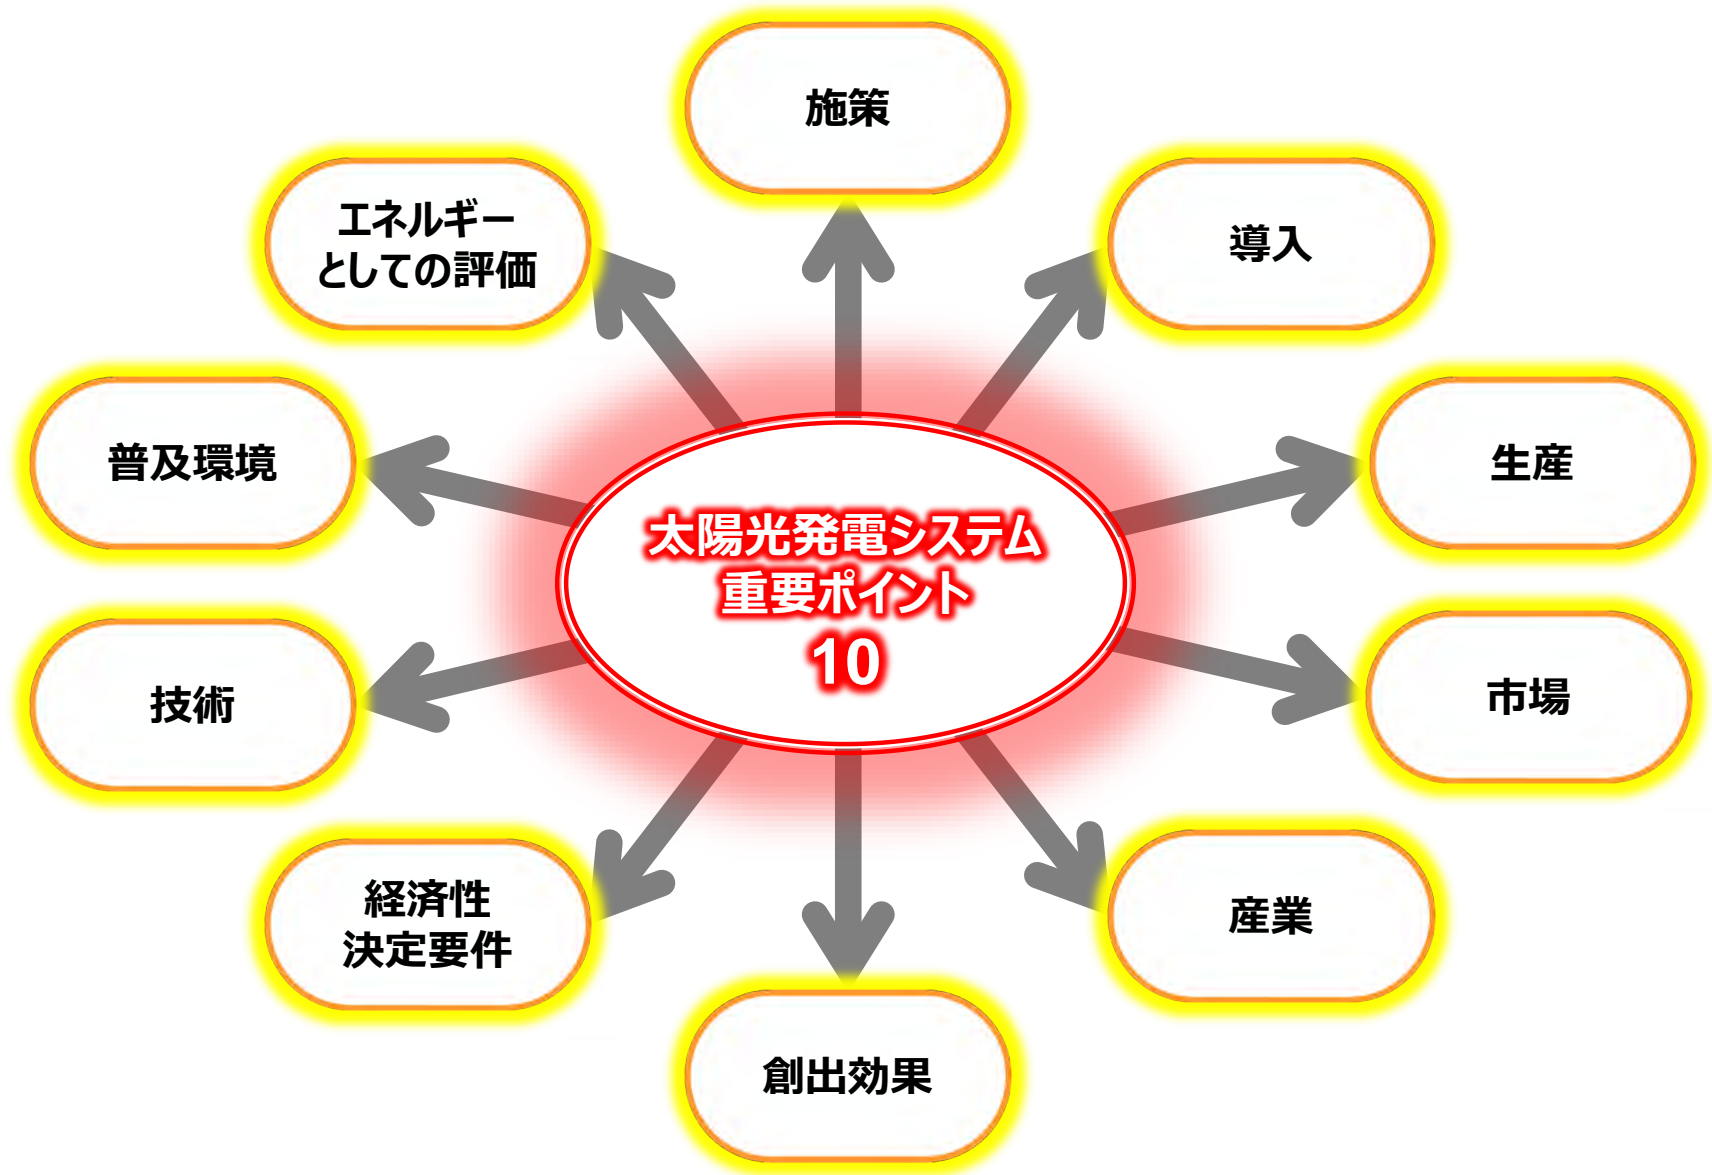 施策
エネルギー
としての評価
導入
普及環境
生産
太陽光発電システム
重要ポイント
10
技術
市場
経済性
決定要件
産業
創出効果